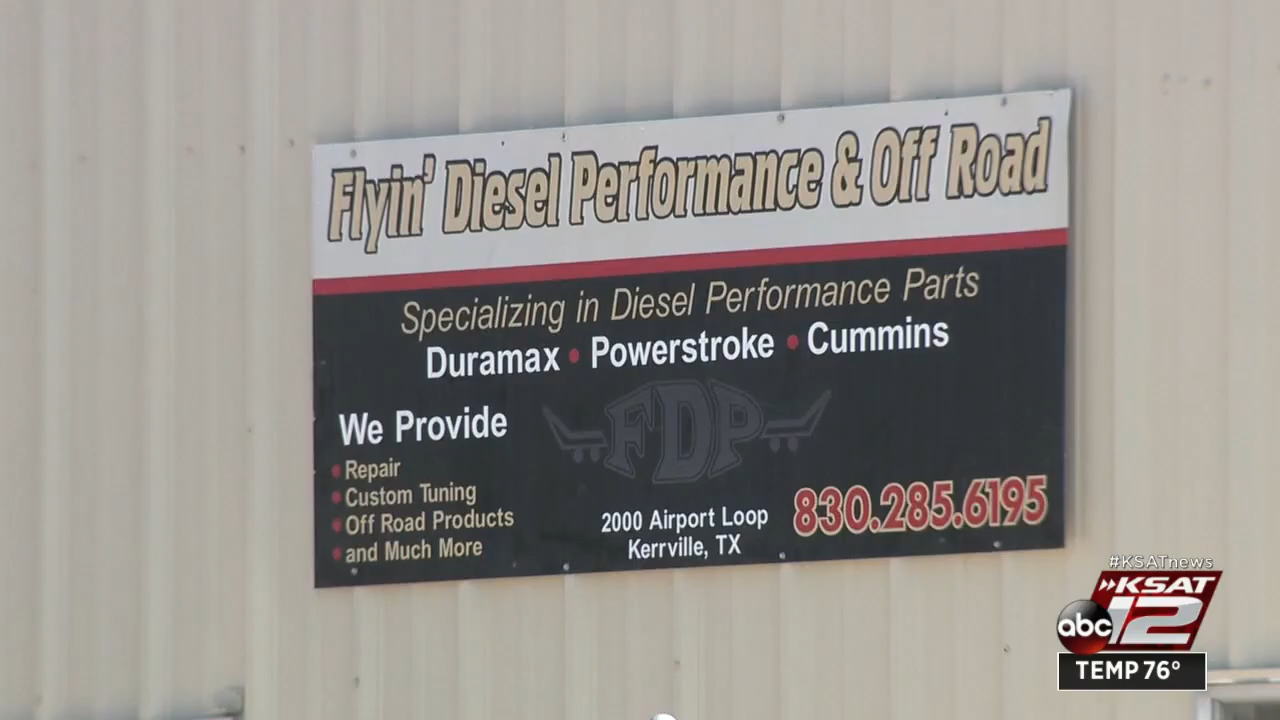 Flyin' Diesel Performance & Off Road
Specializing in Diesel Performance Parts
Duramax • Powerstroke • Cummins
FDP
We Provide
• Repair
• Custom Tuning
• Off Road Products
• and Much More
2000 Airport Loop
Kerrville, TX
830.285.6195
#KSATnews
KSAT
abc 12
TEMP 76°